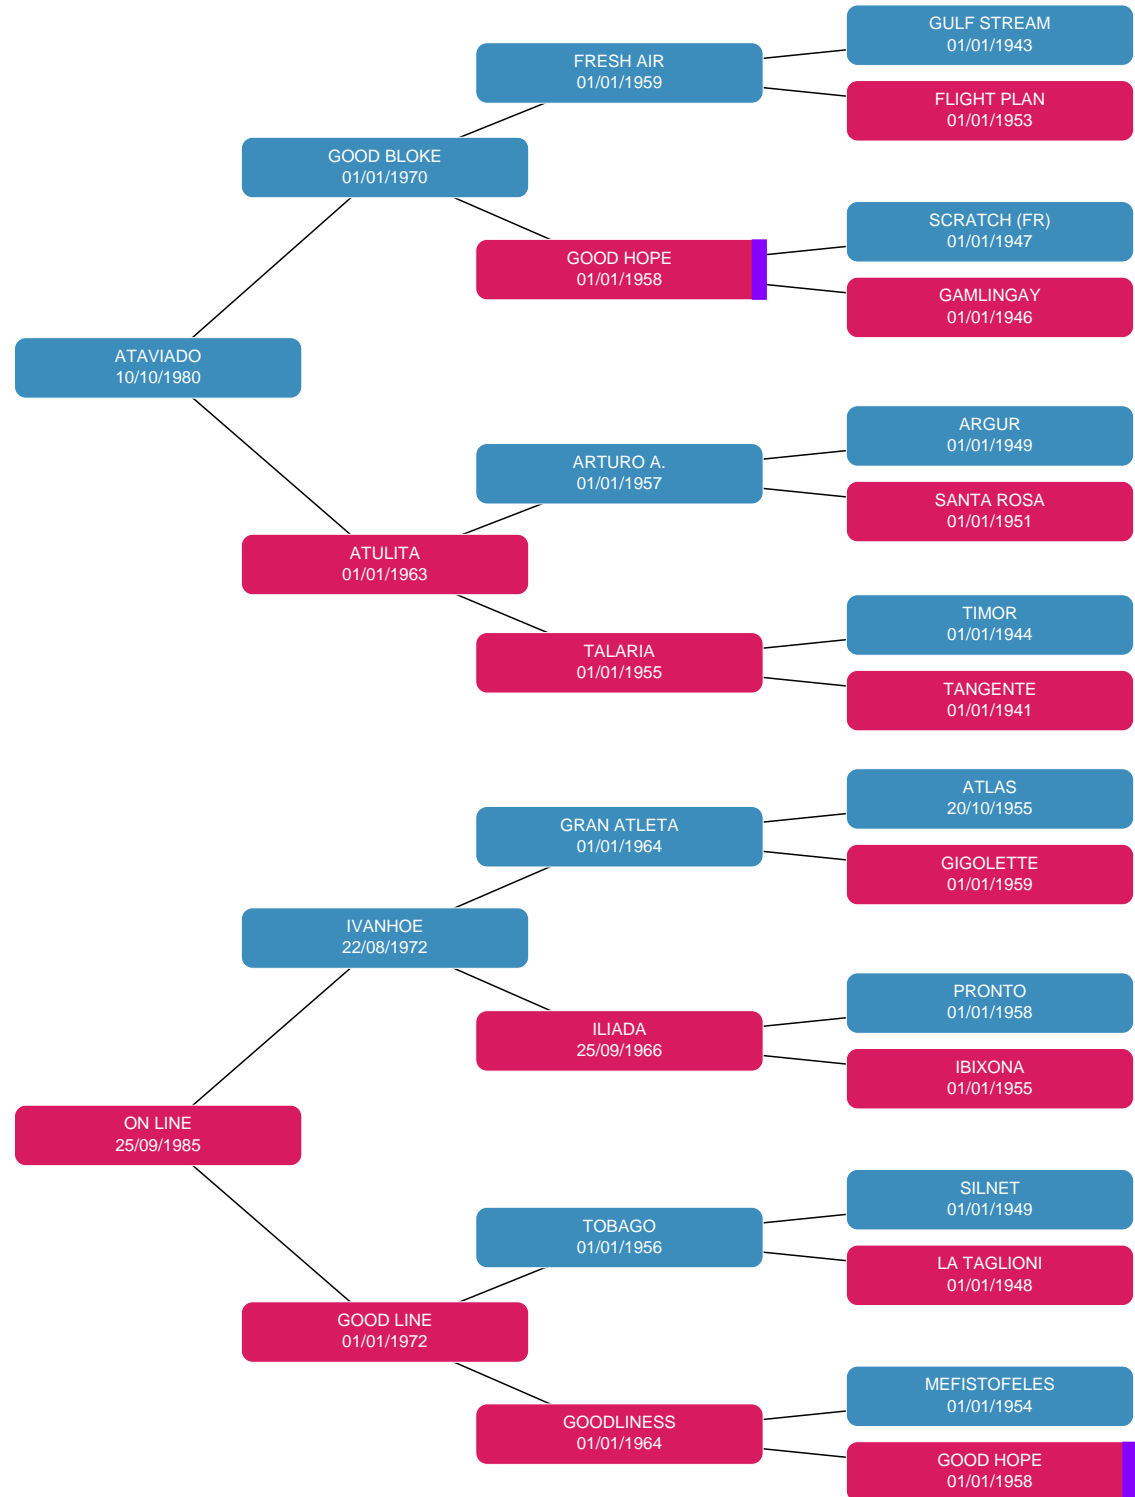 GULF STREAM
01/01/1943
FRESH AIR
01/01/1959
FLIGHT PLAN
01/01/1953
GOOD BLOKE
01/01/1970
SCRATCH (FR)
01/01/1947
GOOD HOPE
01/01/1958
GAMLINGAY
01/01/1946
ATAVIADO
10/10/1980
ARGUR
01/01/1949
ARTURO A.
01/01/1957
SANTA ROSA
01/01/1951
ATULITA
01/01/1963
TIMOR
01/01/1944
TALARIA
01/01/1955
TANGENTE
01/01/1941
ATLAS
20/10/1955
GRAN ATLETA
01/01/1964
GIGOLETTE
01/01/1959
IVANHOE
22/08/1972
PRONTO
01/01/1958
ILIADA
25/09/1966
IBIXONA
01/01/1955
ON LINE
25/09/1985
SILNET
01/01/1949
TOBAGO
01/01/1956
LA TAGLIONI
01/01/1948
GOOD LINE
01/01/1972
MEFISTOFELES
01/01/1954
GOODLINESS
01/01/1964
GOOD HOPE
01/01/1958